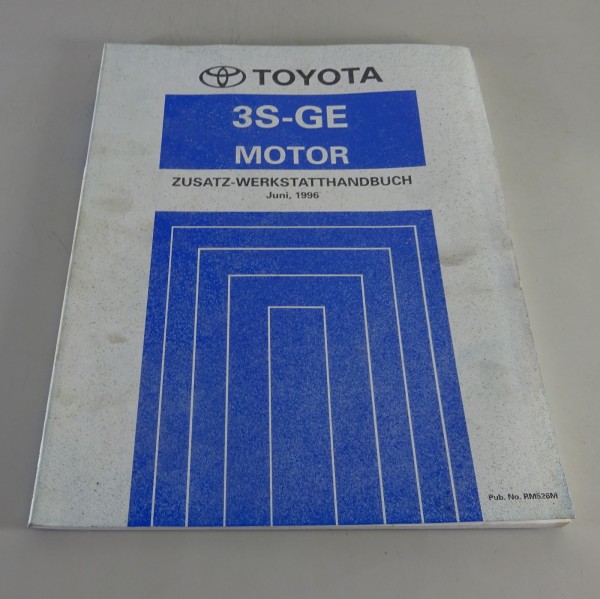 TOYOTA
3S-GE
MOTOR
ZUSATZ-WERKSTATTHANDBUCH
Juni, 1996
Pub. No. RM526M